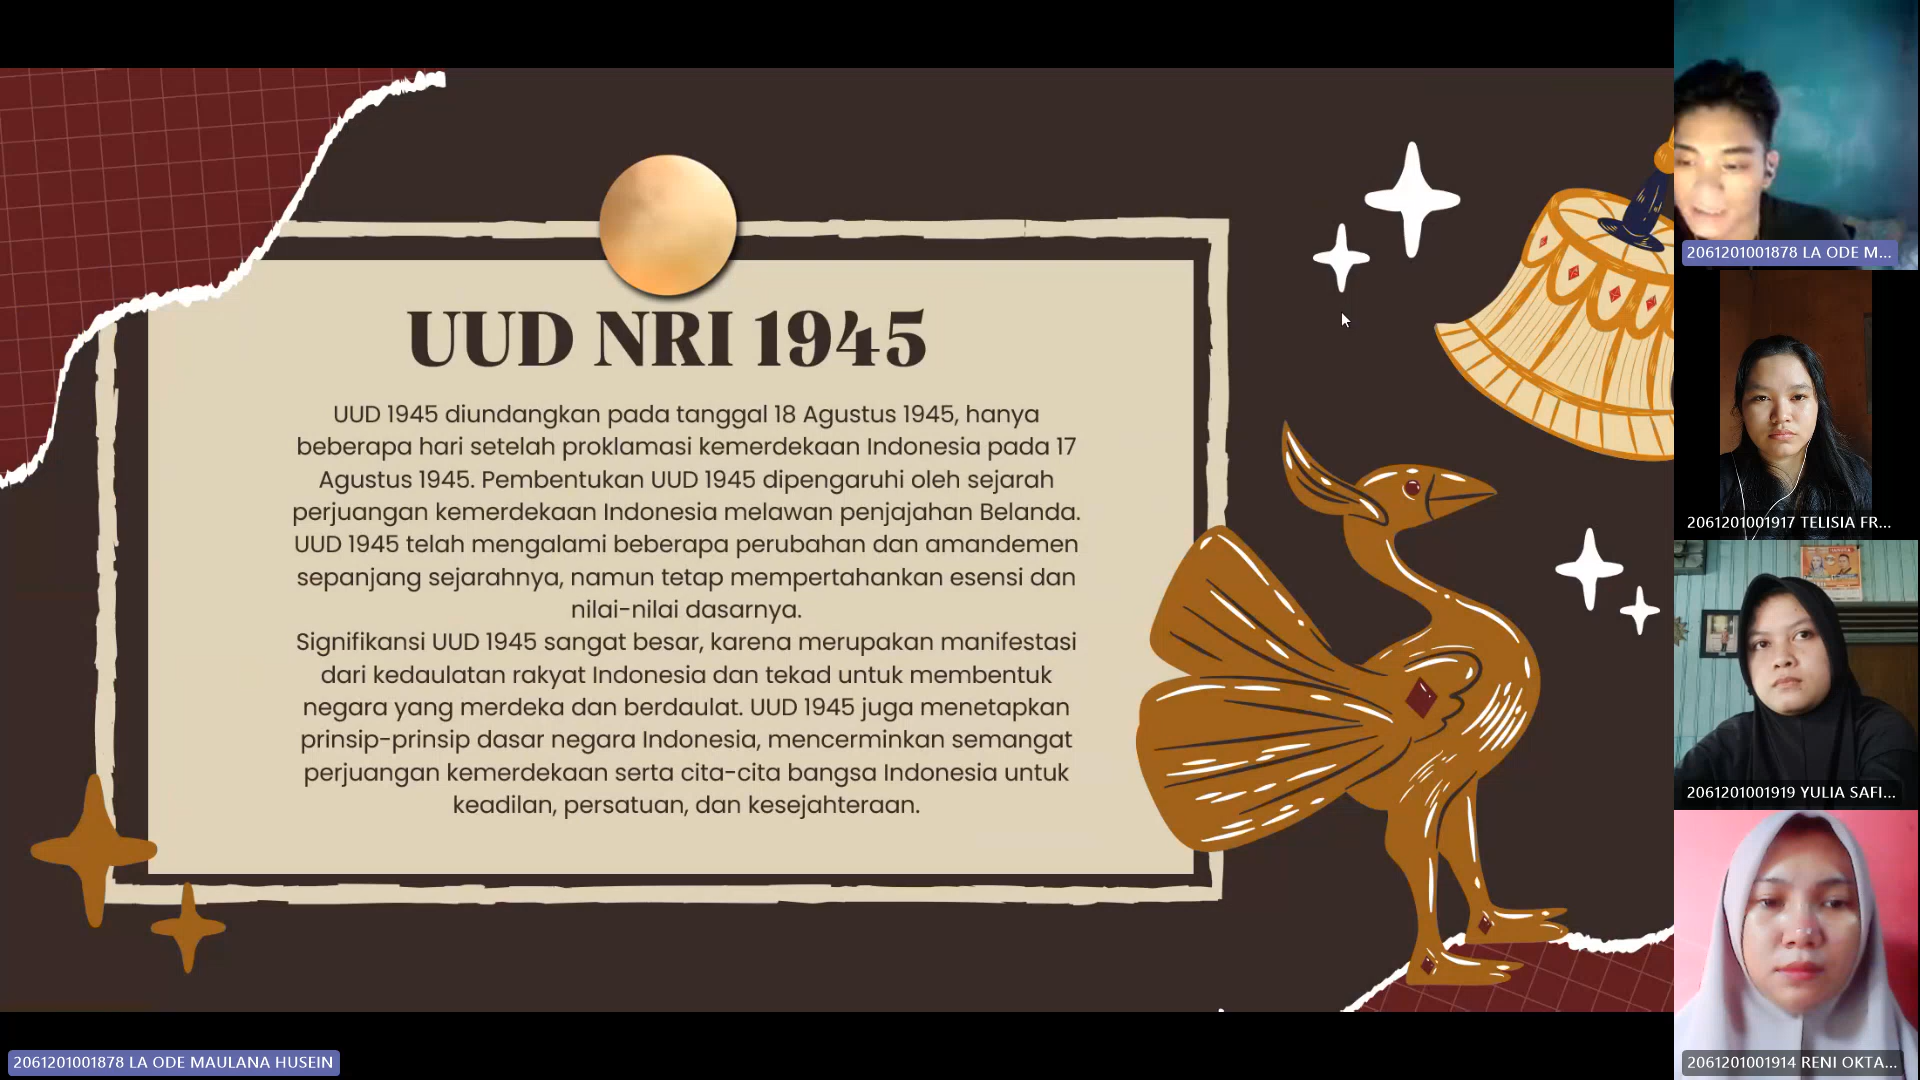 UUD NRI 1945
UUD 1945 diundangkan pada tanggal 18 Agustus 1945, hanya
beberapa hari setelah proklamasi kemerdekaan Indonesia pada 17
Agustus 1945. Pembentukan UUD 1945 dipengaruhi oleh sejarah
perjuangan kemerdekaan Indonesia melawan penjajahan Belanda.
UUD 1945 telah mengalami beberapa perubahan dan amandemen
sepanjang sejarahnya, namun tetap mempertahankan esensi dan
nilai-nilai dasarnya.
Signifikansi UUD 1945 sangat besar, karena merupakan manifestasi
dari kedaulatan rakyat Indonesia dan tekad untuk membentuk
negara yang merdeka dan berdaulat. UUD 1945 juga menetapkan
prinsip-prinsip dasar negara Indonesia, mencerminkan semangat
perjuangan kemerdekaan serta cita-cita bangsa Indonesia untuk
keadilan, persatuan, dan kesejahteraan.
2061201001878 LA ODE MAULANA HUSEIN
2061201001878 LA ODE M...
2061201001917 TELISIA FR...
2061201001919 YULIA SAFI...
2061201001914 RENI OKTA...